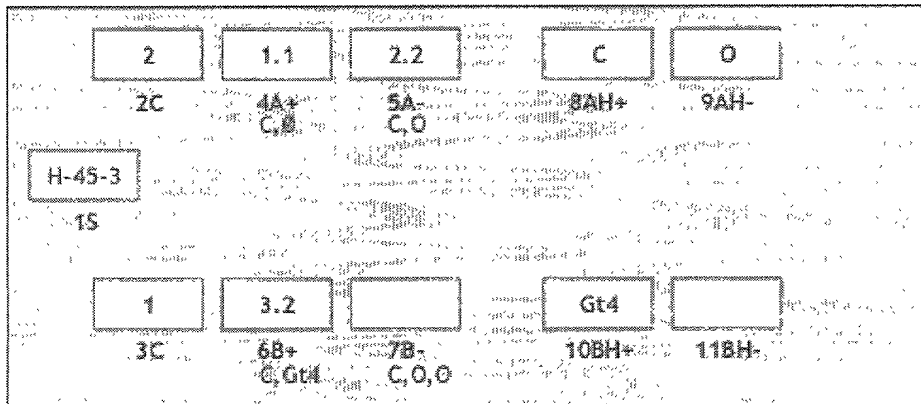 2 1.1 2.2 C O
2C 4A+ 5A- 8AH+ 9AH-
C,Ø C,O
H-45-3
1S
1 3.2 Gt4
3C 6B+ 7B- 10BH+ 11BH-
C,Gt4 C,O,O